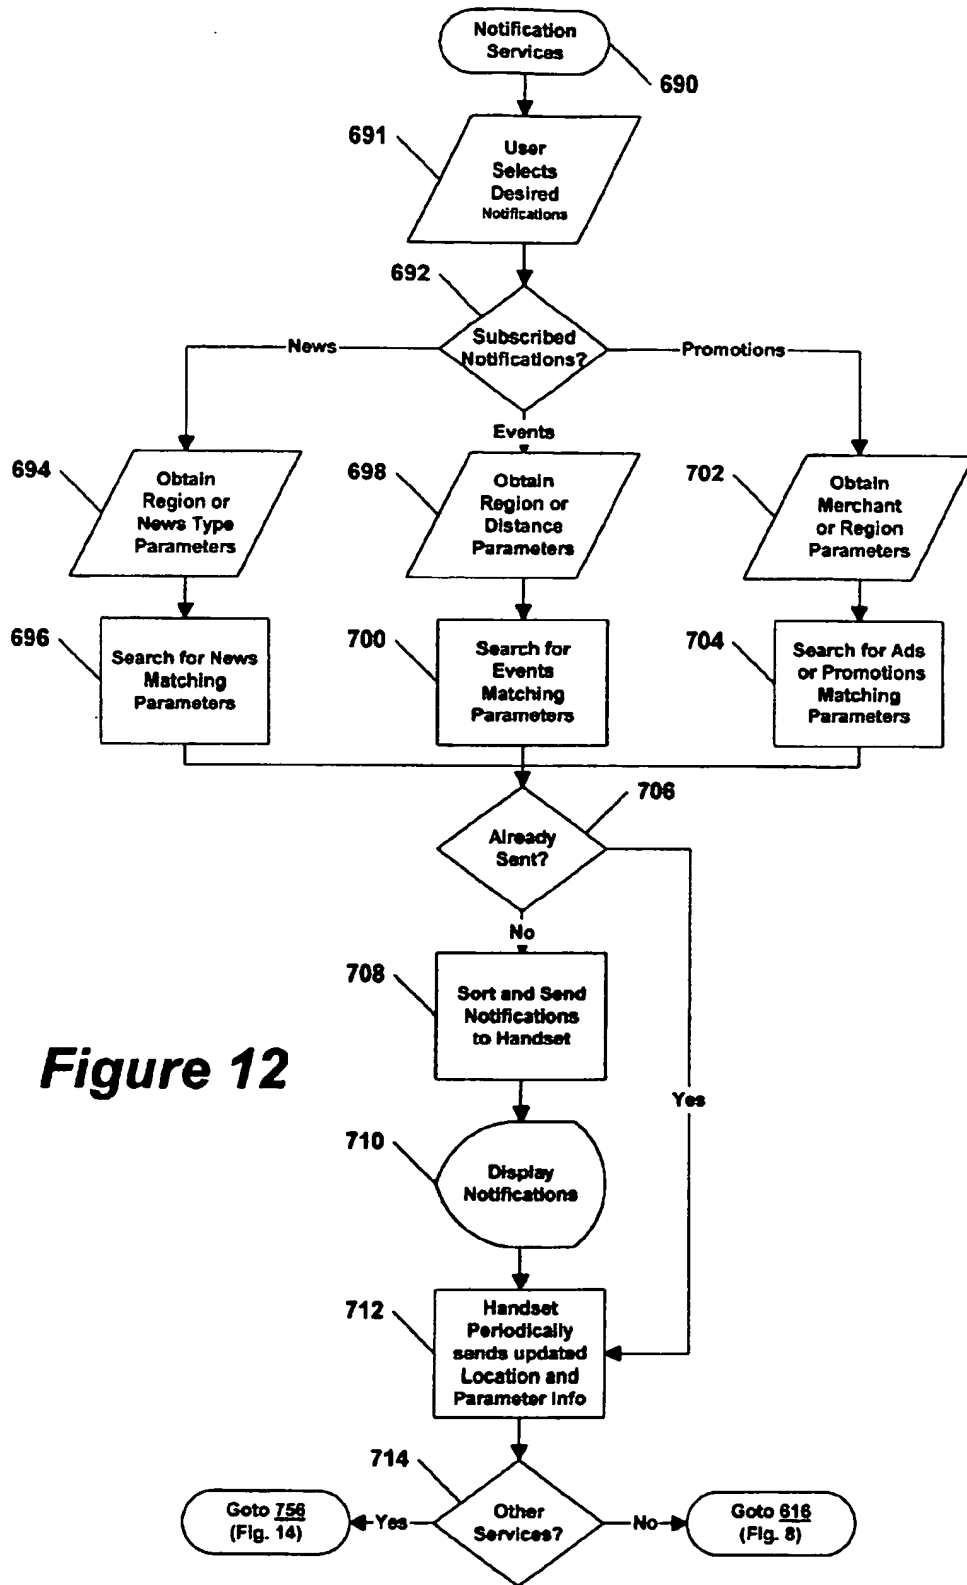 Notification
Services
690
691
User
Selects
Desired
Notifications
692
Subscribed
Notifications?
News
Events
Promotions
694
Obtain
Region or
News Type
Parameters
698
Obtain
Region or
Distance
Parameters
702
Obtain
Merchant
or Region
Parameters
696
Search for News
Matching
Parameters
700
Search for
Events
Matching
Parameters
704
Search for Ads
or Promotions
Matching
Parameters
706
Already
Sent?
No
Yes
708
Sort and Send
Notifications
to Handset
Figure 12
710
Display
Notifications
712
Handset
Periodically
sends updated
Location and
Parameter Info
714
Other
Services?
Yes
Goto 756
(Fig. 14)
No
Goto 616
(Fig. 8)